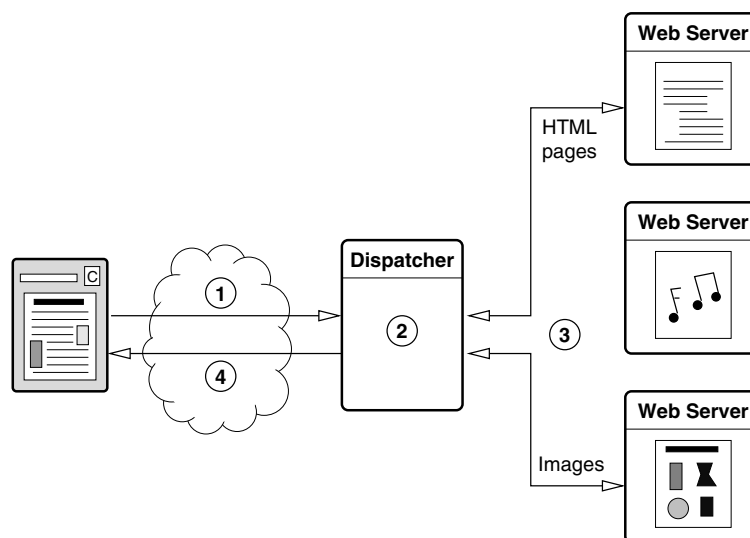 Web Server
HTML
pages
Web Server
Dispatcher
C
1
2
3
4
Web Server
Images